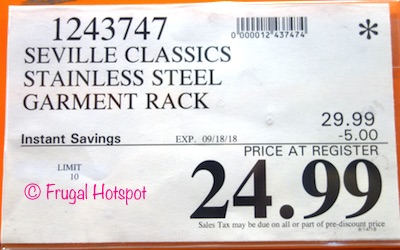 1243747
0000012437474
*
SEVILLE CLASSICS
STAINLESS STEEL
GARMENT RACK
29.99
Instant Savings EXP. 09/18/18 -5.00
PRICE AT REGISTER
LIMIT
10
24.99
© Frugal Hotspot
Sales Tax may be due on all or part of pre-discount price